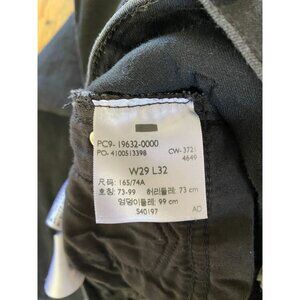 PC9- 19632-0000
PO- 4100513398 CW- 3721
4649
W29 L32
尺码: 165/74A
호칭: 73-99 허리둘레: 73 cm
엉덩이둘레: 99 cm
S40197 AD